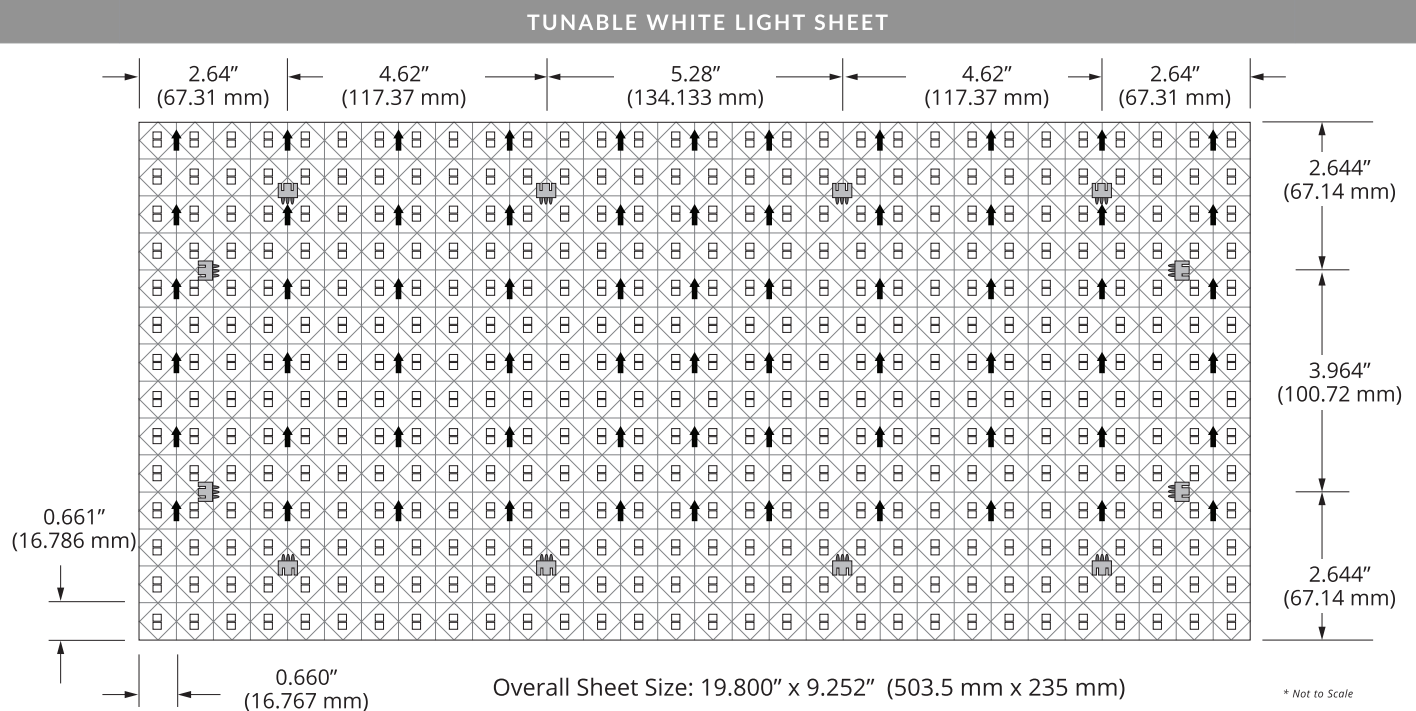 TUNABLE WHITE LIGHT SHEET
2.64” 4.62” 5.28” 4.62” 2.64”
(67.31 mm) (117.37 mm) (134.133 mm) (117.37 mm) (67.31 mm)
2.644”
(67.14 mm)
3.964”
(100.72 mm)
0.661”
(16.786 mm)
2.644”
(67.14 mm)
0.660”
(16.767 mm)
Overall Sheet Size: 19.800” x 9.252” (503.5 mm x 235 mm)
* Not to Scale